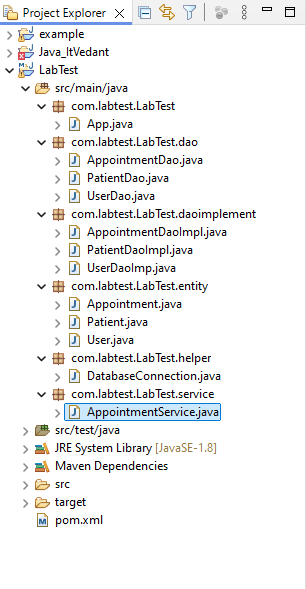 Project Explorer
example
Java_ItVedant
LabTest
src/main/java
com.labtest.LabTest
App.java
com.labtest.LabTest.dao
AppointmentDao.java
PatientDao.java
UserDao.java
com.labtest.LabTest.daoimplement
AppointmentDaoImpl.java
PatientDaoImpl.java
UserDaoImp.java
com.labtest.LabTest.entity
Appointment.java
Patient.java
User.java
com.labtest.LabTest.helper
DatabaseConnection.java
com.labtest.LabTest.service
AppointmentService.java
src/test/java
JRE System Library [JavaSE-1.8]
Maven Dependencies
src
target
pom.xml